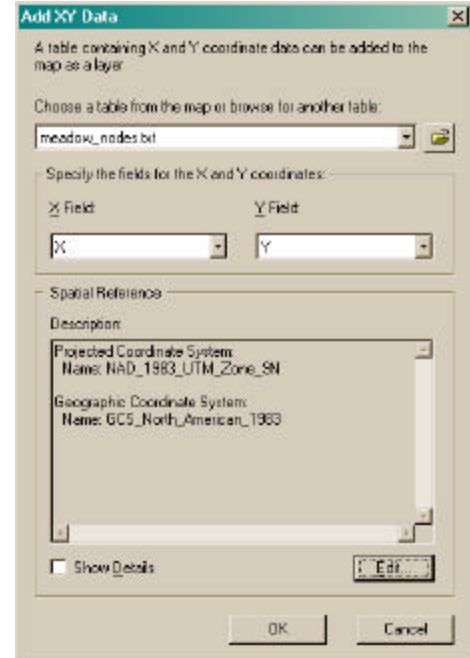 Add XY Data
A table containing X and Y coordinate data can be added to the
map as a layer
Choose a table from the map or browse for another table:
meadow_nodes.txt
Specify the fields for the X and Y coordinates:
X Field: Y Field:
X Y
Spatial Reference
Description:
Projected Coordinate System:
Name: NAD_1983_UTM_Zone_9N
Geographic Coordinate System:
Name: GCS_North_American_1983
Show Details
Edit...
OK Cancel